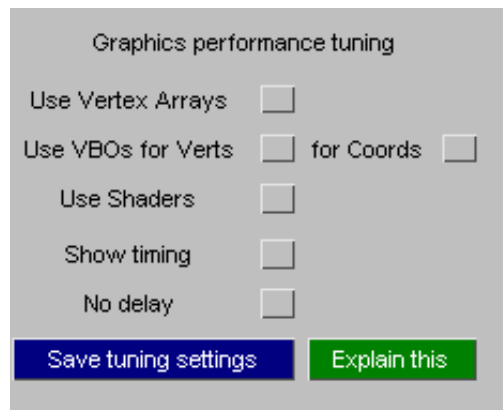 Graphics performance tuning
Use Vertex Arrays
Use VBOs for Verts for Coords
Use Shaders
Show timing
No delay
Save tuning settings Explain this